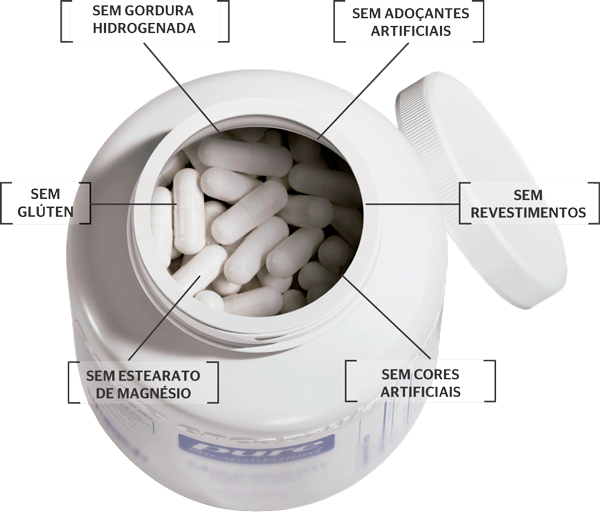 SEM GORDURA
HIDROGENADA
SEM ADOÇANTES
ARTIFICIAIS
SEM
GLÚTEN
SEM
REVESTIMENTOS
SEM ESTEARATO
DE MAGNÉSIO
SEM CORES
ARTIFICIAIS
pure